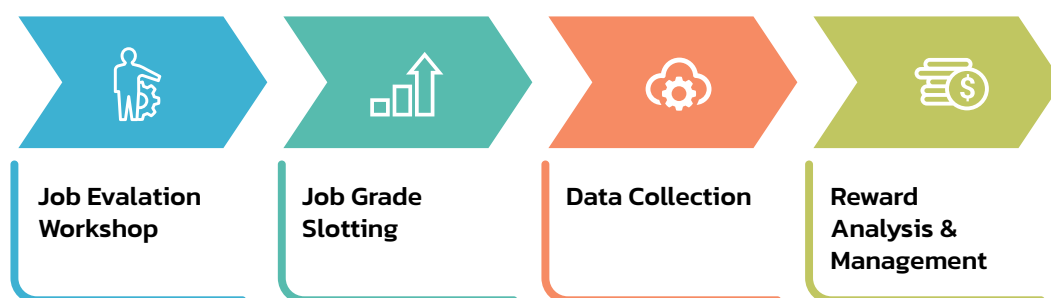 Job Evalation
Workshop
Job Grade
Slotting
Data Collection
Reward
Analysis &
Management
$